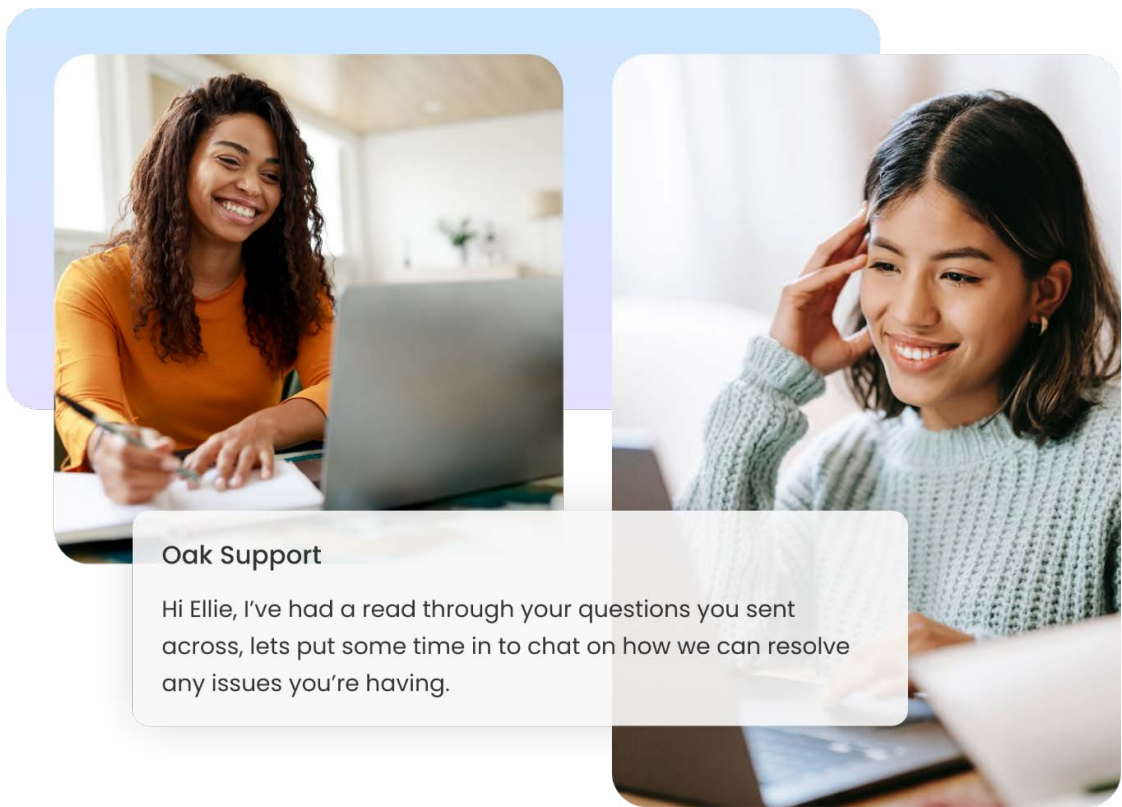 Oak Support
Hi Ellie, I’ve had a read through your questions you sent
across, lets put some time in to chat on how we can resolve
any issues you’re having.